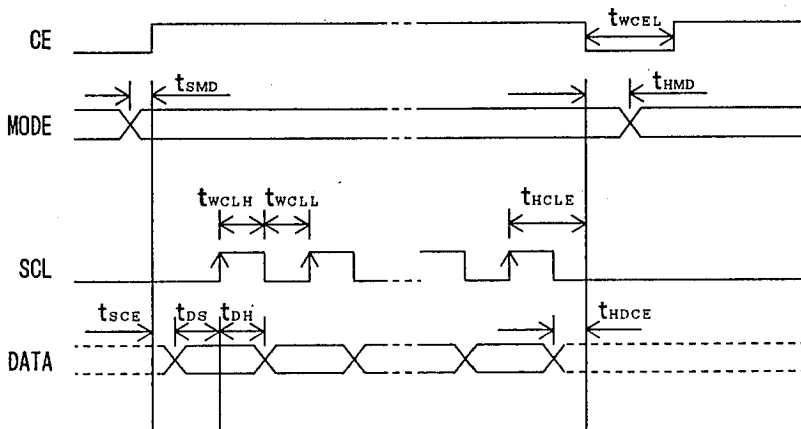 CE
tWCEL
tSMD
tHMD
MODE
tWCLH
tWCLL
tHCLE
SCL
tSCE
tDS
tDH
tHDCE
DATA